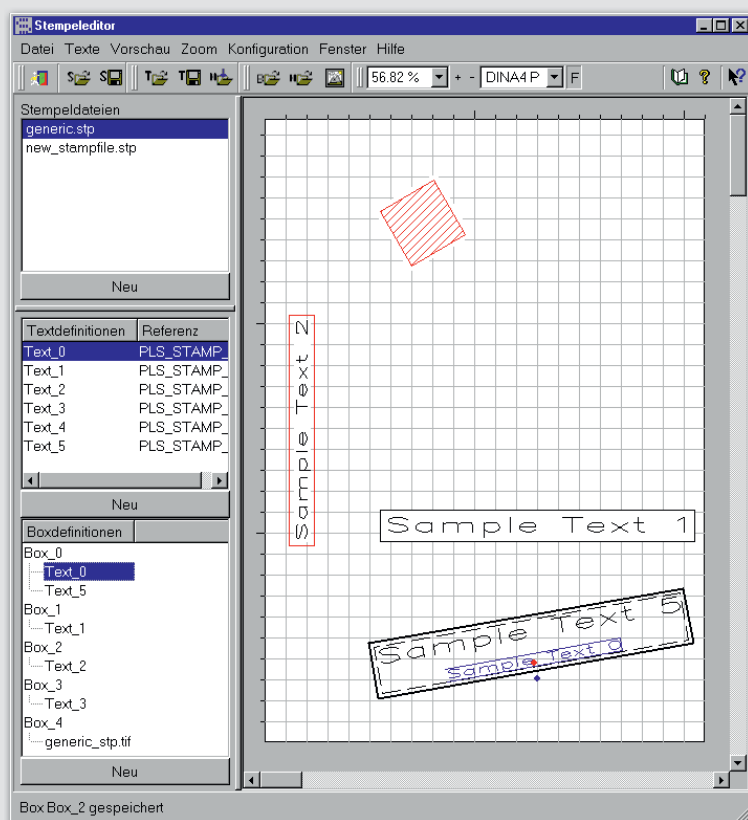 Stempeleditor
Datei Texte Vorschau Zoom Konfiguration Fenster Hilfe
56.82 % + - DINA4 P F
Stempeldateien
generic.stp
new_stampfile.stp
Neu
Textdefinitionen Referenz
Text_0 PLS_STAMP_
Text_1 PLS_STAMP_
Text_2 PLS_STAMP_
Text_3 PLS_STAMP_
Text_4 PLS_STAMP_
Text_5 PLS_STAMP_
Neu
Boxdefinitionen
Box_0
Text_0
Text_5
Box_1
Text_1
Box_2
Text_2
Box_3
Text_3
Box_4
generic_stp.tif
Neu
Sample Text 2
Sample Text 1
Sample Text 5
Sample Text 0
Box Box_2 gespeichert